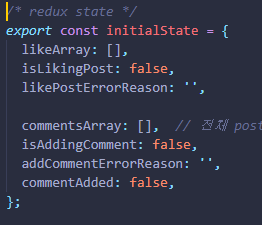 /* redux state */
export const initialState = {
likeArray: [],
isLikingPost: false,
likePostErrorReason: '',
commentsArray: [], // 전체 post
isAddingComment: false,
addCommentErrorReason: '',
commentAdded: false,
};